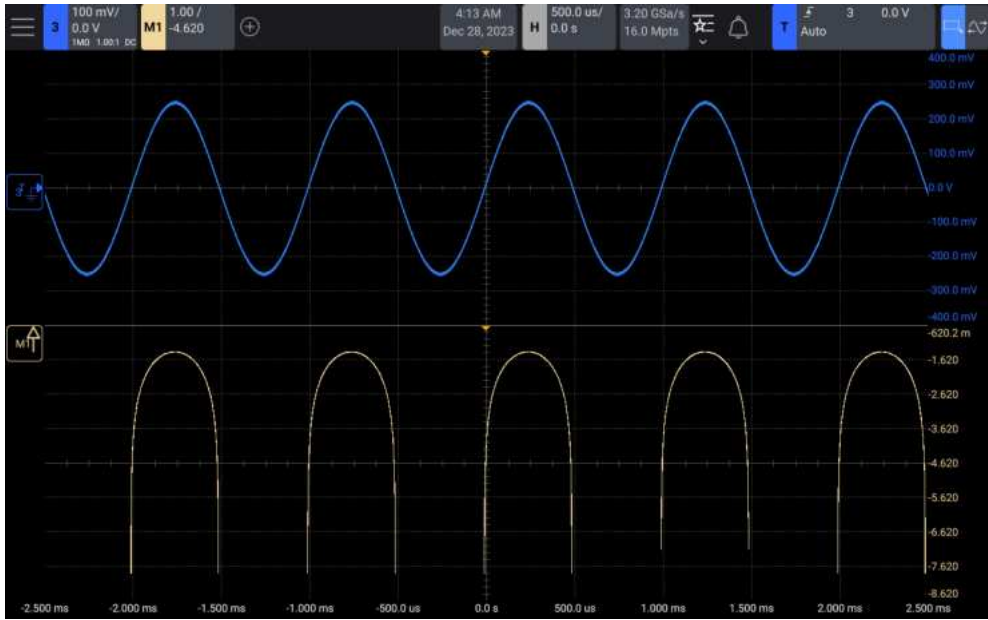 3 100 mV/ 0.0 V 1MΩ 1.00:1 DC
M1 1.00 / -4.620
4:13 AM Dec 28, 2023
H 500.0 us/ 0.0 s
3.20 GSa/s 16.0 Mpts
T Auto 3 0.0 V
400.0 mV
300.0 mV
200.0 mV
100.0 mV
0.0 V
-100.0 mV
-200.0 mV
-300.0 mV
-400.0 mV
M1
-620.2 m
-1.620
-2.620
-3.620
-4.620
-5.620
-6.620
-7.620
-8.620
-2.500 ms -2.000 ms -1.500 ms -1.000 ms -500.0 us 0.0 s 500.0 us 1.000 ms 1.500 ms 2.000 ms 2.500 ms